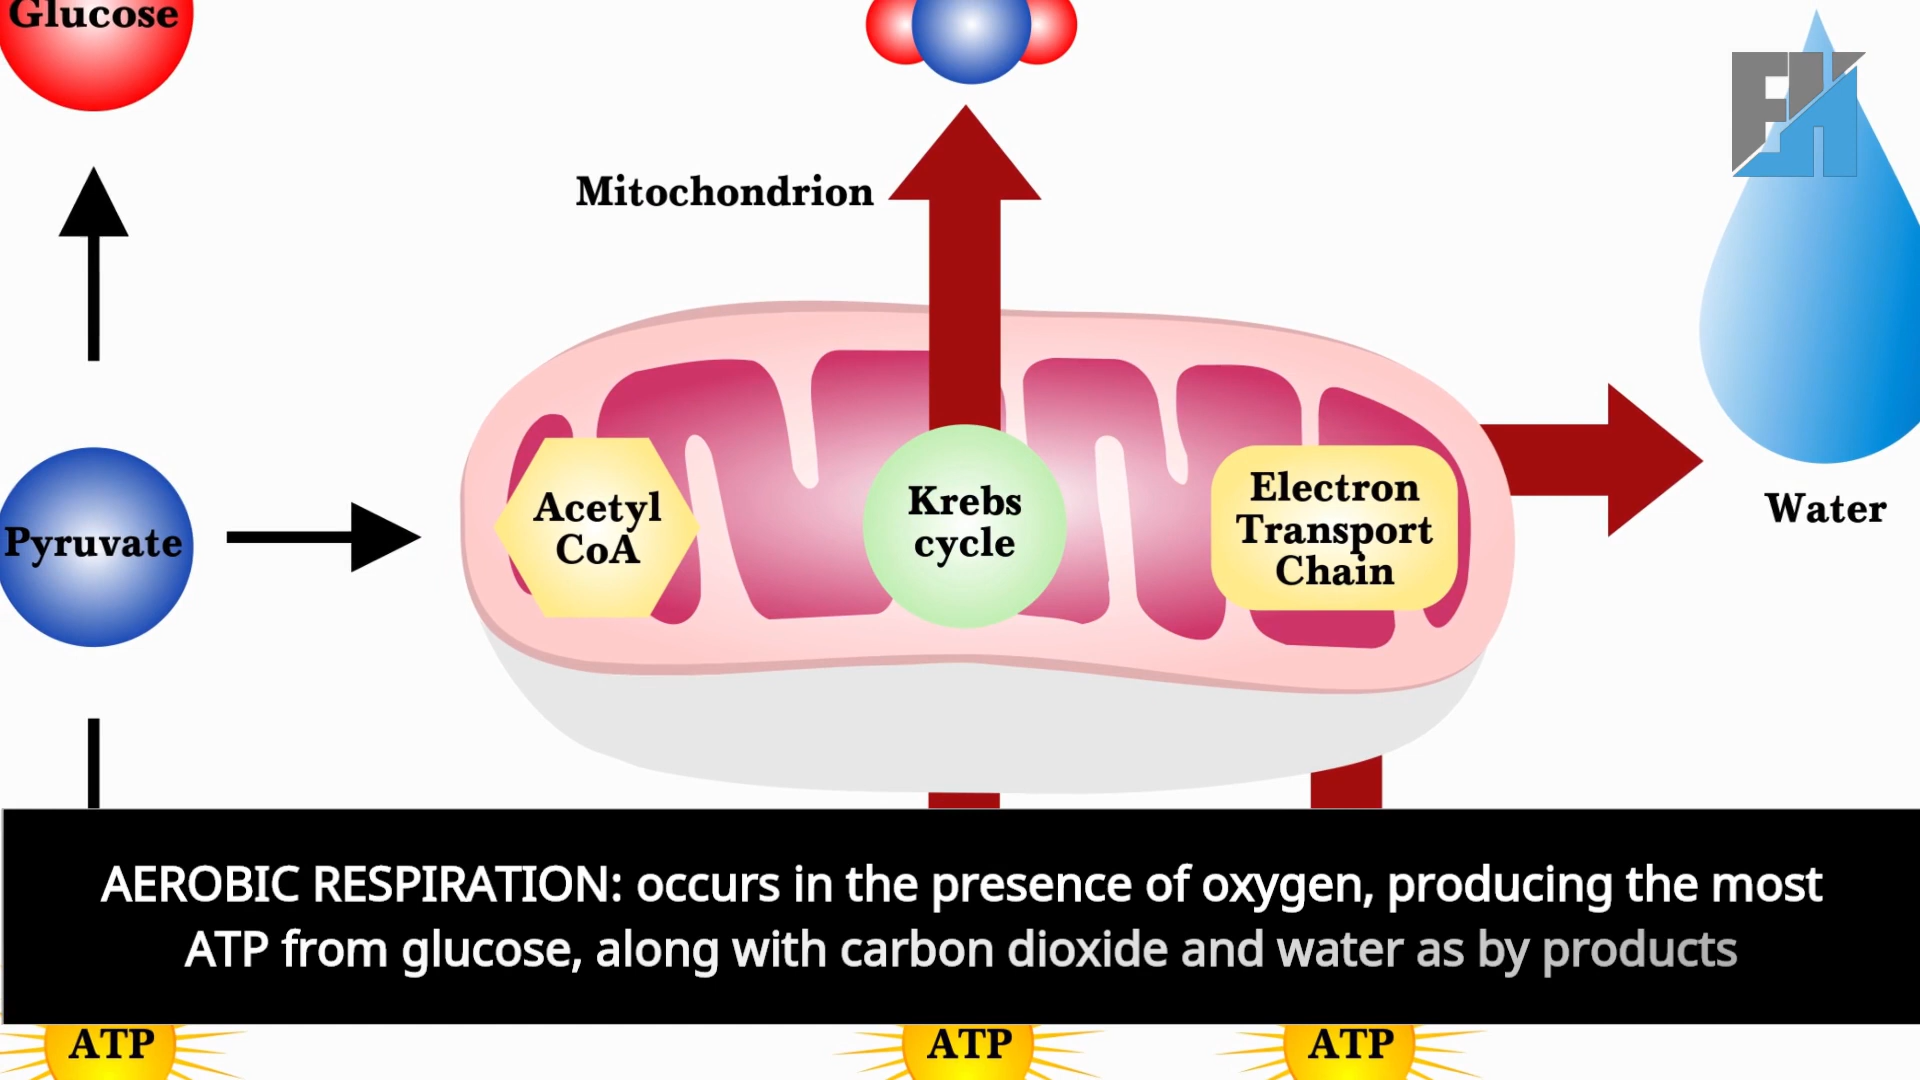 Glucose
Mitochondrion
Pyruvate
Acetyl
CoA
Krebs
cycle
Electron
Transport
Chain
Water
AEROBIC RESPIRATION: occurs in the presence of oxygen, producing the most
ATP from glucose, along with carbon dioxide and water as by products
ATP
ATP
ATP